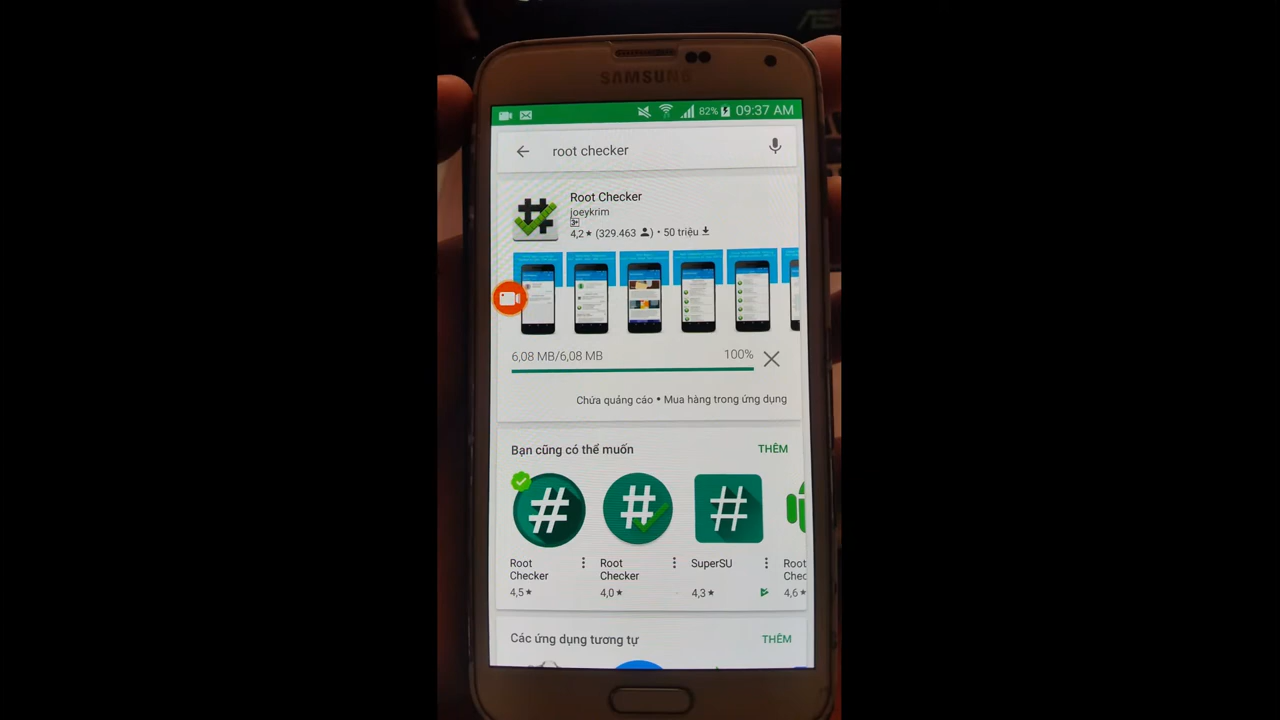 SAMSUNG
82% 09:37 AM
root checker
Root Checker
joeykrim
3+
4,2★ (329.463 ) • 50 triệu
6,08 MB/6,08 MB 100%
Chứa quảng cáo • Mua hàng trong ứng dụng
Bạn cũng có thể muốn THÊM
Root Checker
4,5★
Root Checker
4,0★
SuperSU
4,3★
Root
4,6★
Các ứng dụng tương tự THÊM